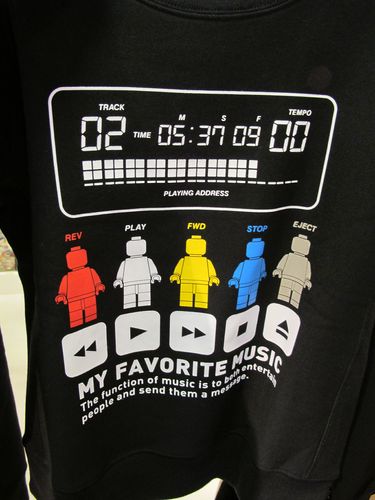 TRACK
M S F
TEMPO
02 TIME 05:37 09 00
PLAYING ADDRESS
REV PLAY FWD STOP EJECT
MY FAVORITE MUSIC
The function of music is to both entertain
people and send them a message.